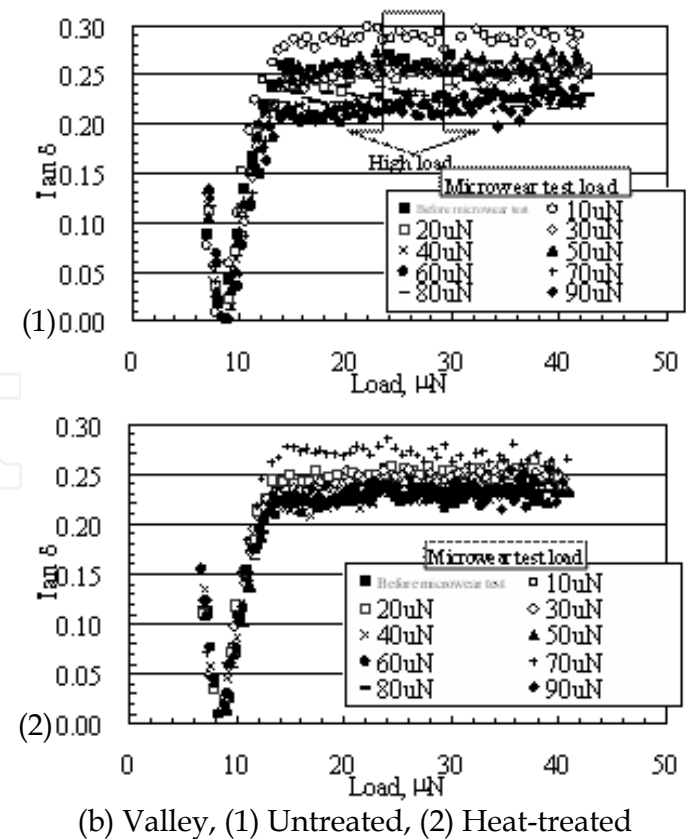 0.30
0.25
0.20
0.15
0.10
0.05
(1) 0.00
Tan δ
High load
Microwear test load
Before microwear test
10uN
20uN
30uN
40uN
50uN
60uN
70uN
80uN
90uN
0 10 20 30 40 50
Load, μN
0.30
0.25
0.20
0.15
0.10
0.05
(2) 0.00
Tan δ
Microwear test load
Before microwear test
10uN
20uN
30uN
40uN
50uN
60uN
70uN
80uN
90uN
0 10 20 30 40 50
Load, μN
(b) Valley, (1) Untreated, (2) Heat-treated